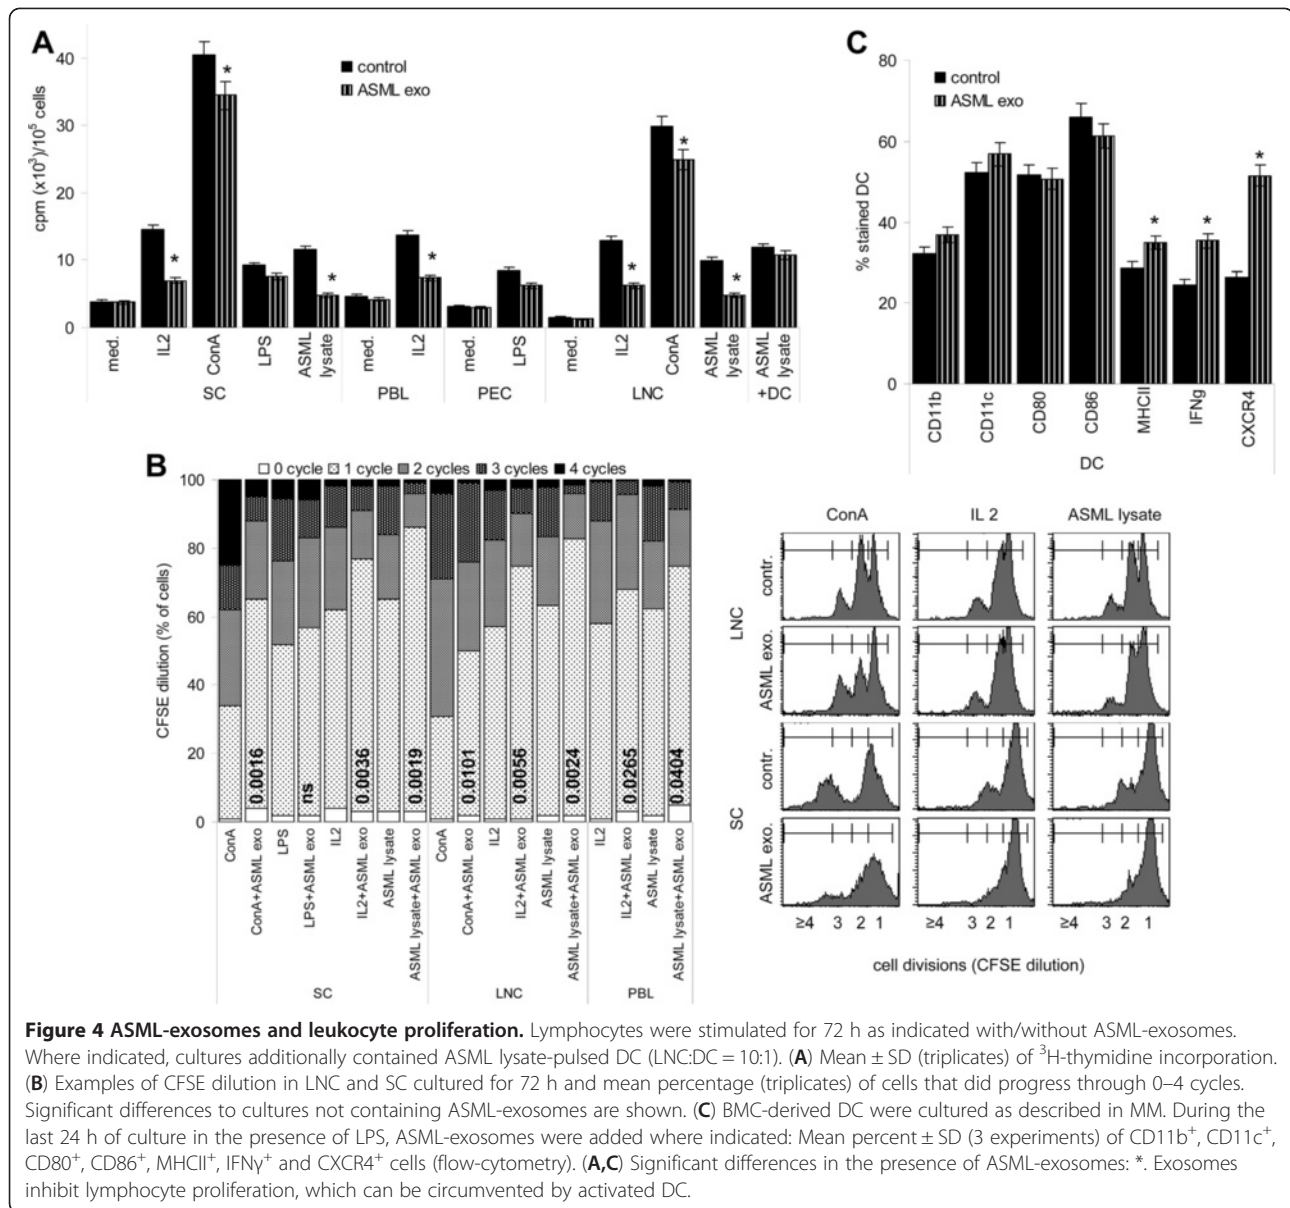 A
control
ASML exo
cpm (x10³)/10⁵ cells
40
30
20
10
0
* * * * * * *
med. IL2 ConA LPS ASML lysate med. IL2 med. LPS med. IL2 ConA ASML lysate ASML lysate
SC PBL PEC LNC +DC
C
control
ASML exo
% stained DC
80
60
40
20
0
* * *
CD11b CD11c CD80 CD86 MHCII IFNg CXCR4
DC
B
0 cycle 1 cycle 2 cycles 3 cycles 4 cycles
CFSE dilution (% of cells)
100
80
60
40
20
0
0.0016 ns 0.0036 0.0019 0.0101 0.0056 0.0024 0.0265 0.0404
ConA ConA+ASML exo LPS LPS+ASML exo IL2 IL2+ASML exo ASML lysate ASML lysate+ASML exo ConA ConA+ASML exo IL2 IL2+ASML exo ASML lysate ASML lysate+ASML exo IL2 IL2+ASML exo ASML lysate ASML lysate+ASML exo
SC LNC PBL
ConA IL 2 ASML lysate
LNC
contr.
ASML exo.
SC
contr.
ASML exo.
≥4 3 2 1 ≥4 3 2 1 ≥4 3 2 1
cell divisions (CFSE dilution)
Figure 4 ASML-exosomes and leukocyte proliferation. Lymphocytes were stimulated for 72 h as indicated with/without ASML-exosomes.
Where indicated, cultures additionally contained ASML lysate-pulsed DC (LNC:DC = 10:1). (A) Mean ± SD (triplicates) of ³H-thymidine incorporation.
(B) Examples of CFSE dilution in LNC and SC cultured for 72 h and mean percentage (triplicates) of cells that did progress through 0–4 cycles.
Significant differences to cultures not containing ASML-exosomes are shown. (C) BMC-derived DC were cultured as described in MM. During the
last 24 h of culture in the presence of LPS, ASML-exosomes were added where indicated: Mean percent ± SD (3 experiments) of CD11b⁺, CD11c⁺,
CD80⁺, CD86⁺, MHCII⁺, IFNγ⁺ and CXCR4⁺ cells (flow-cytometry). (A,C) Significant differences in the presence of ASML-exosomes: *. Exosomes
inhibit lymphocyte proliferation, which can be circumvented by activated DC.